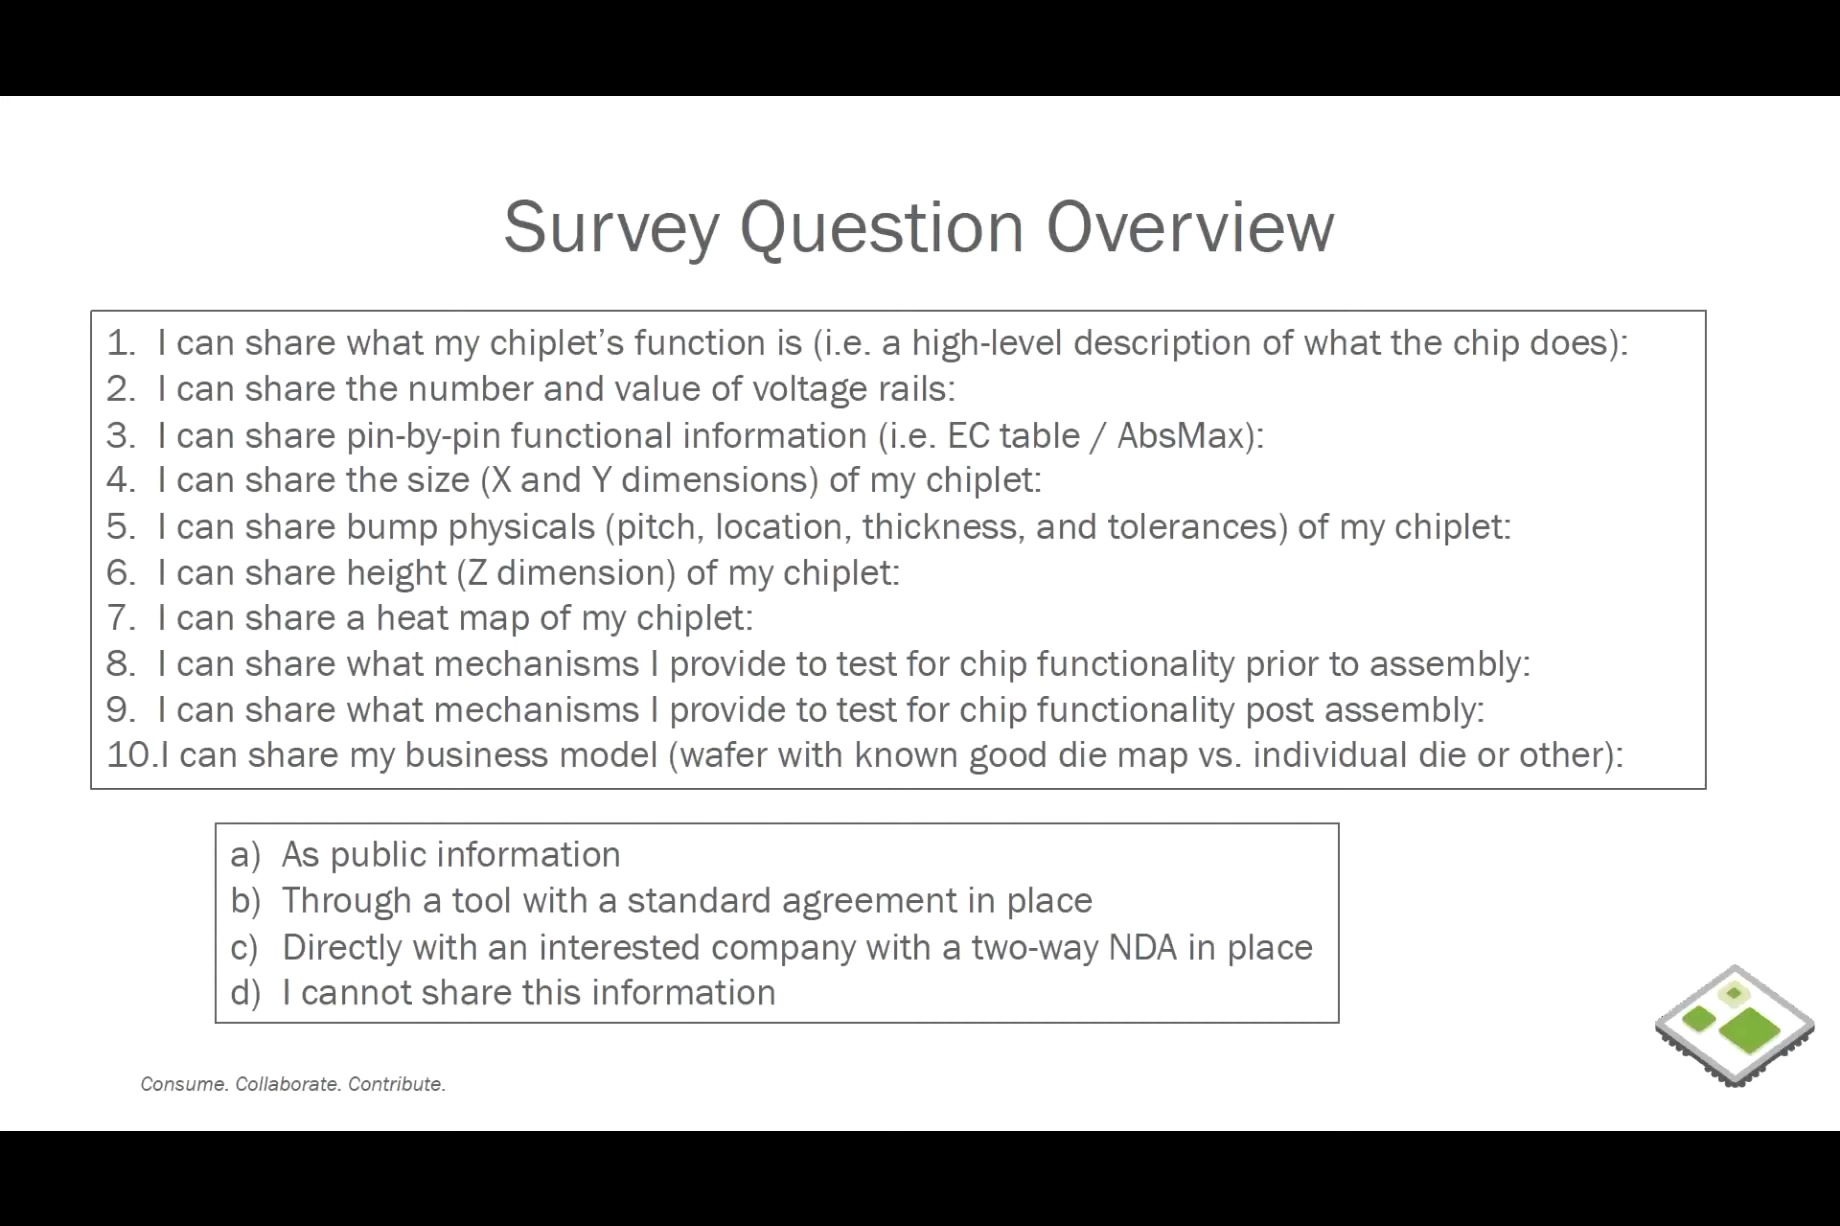 Survey Question Overview
1. I can share what my chiplet’s function is (i.e. a high-level description of what the chip does):
2. I can share the number and value of voltage rails:
3. I can share pin-by-pin functional information (i.e. EC table / AbsMax):
4. I can share the size (X and Y dimensions) of my chiplet:
5. I can share bump physicals (pitch, location, thickness, and tolerances) of my chiplet:
6. I can share height (Z dimension) of my chiplet:
7. I can share a heat map of my chiplet:
8. I can share what mechanisms I provide to test for chip functionality prior to assembly:
9. I can share what mechanisms I provide to test for chip functionality post assembly:
10.I can share my business model (wafer with known good die map vs. individual die or other):
a) As public information
b) Through a tool with a standard agreement in place
c) Directly with an interested company with a two-way NDA in place
d) I cannot share this information
Consume. Collaborate. Contribute.